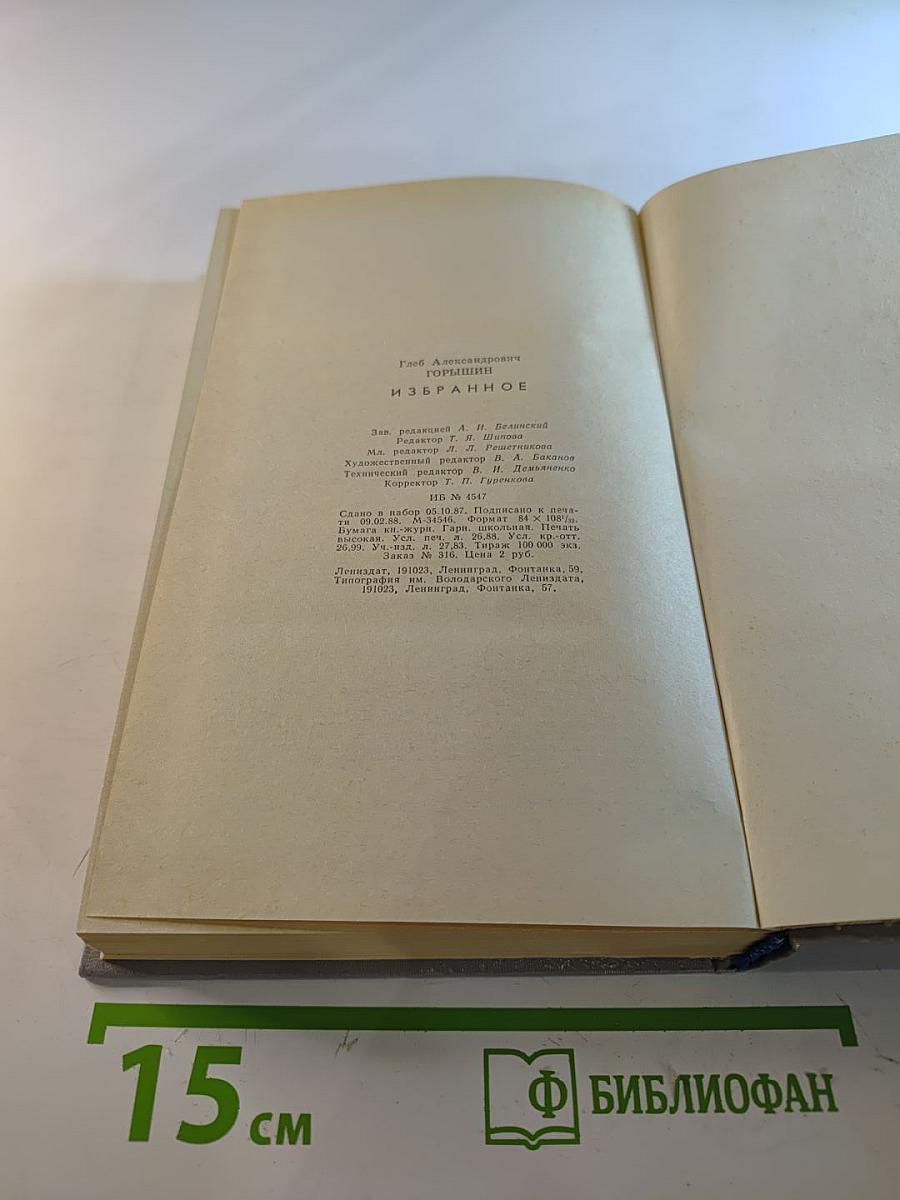 Глеб Александрович
ГОРЫШИН
ИЗБРАННОЕ
Зав. редакцией А. И. Белинский
Редактор Т. Я. Шипова
Мл. редактор Л. Л. Решетникова
Художественный редактор В. А. Баканов
Технический редактор В. И. Демьяненко
Корректор Т. П. Гуренкова
ИБ № 4547
Сдано в набор 05.10.87. Подписано к печа-
ти 09.02.88. М-34546. Формат 84 × 108¹/₃₂.
Бумага кн.-журн. Гарн. школьная. Печать
высокая. Усл. печ. л. 26,88. Усл. кр.-отт.
26,99. Уч.-изд. л. 27,83. Тираж 100 000 экз.
Заказ № 316. Цена 2 руб.
Лениздат, 191023, Ленинград, Фонтанка, 59.
Типография им. Володарского Лениздата,
191023, Ленинград, Фонтанка, 57.
15 см
Ф БИБЛИОФАН